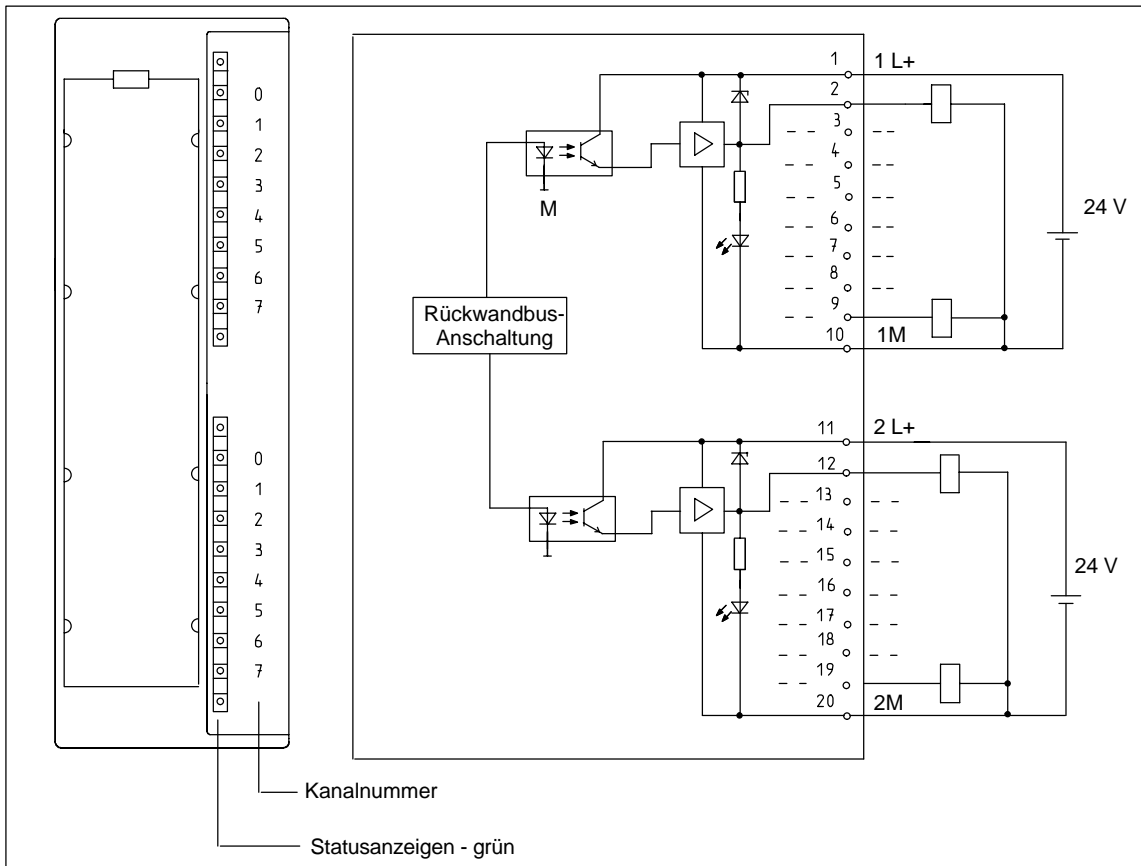 0
1
2
3
4
5
6
7
0
1
2
3
4
5
6
7
Kanalnummer
Statusanzeigen - grün
M
Rückwandbus-
Anschaltung
1 1 L+
2
3
4
5
6
7
8
9
10 1M
24 V
11 2 L+
12
13
14
15
16
17
18
19
20 2M
24 V